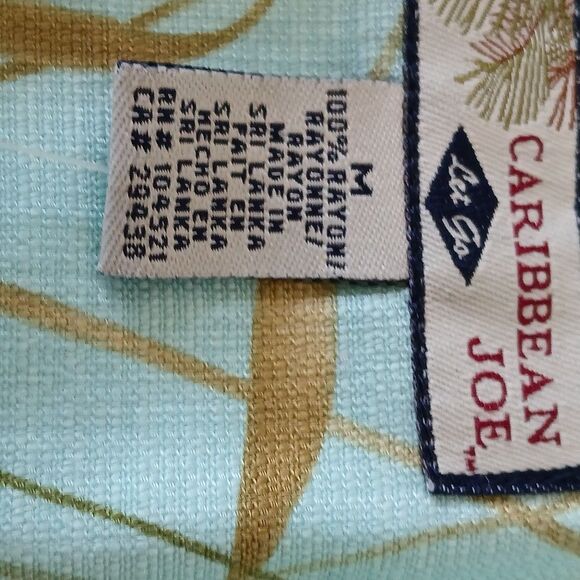 M
100% RAYON/
RAYONNE/
RAYON
MADE IN
SRI LANKA
FAIT EN
SRI LANKA
HECHO EN
SRI LANKA
RN# 104521
CA# 29438
Let Go
CARIBBEAN
JOE™